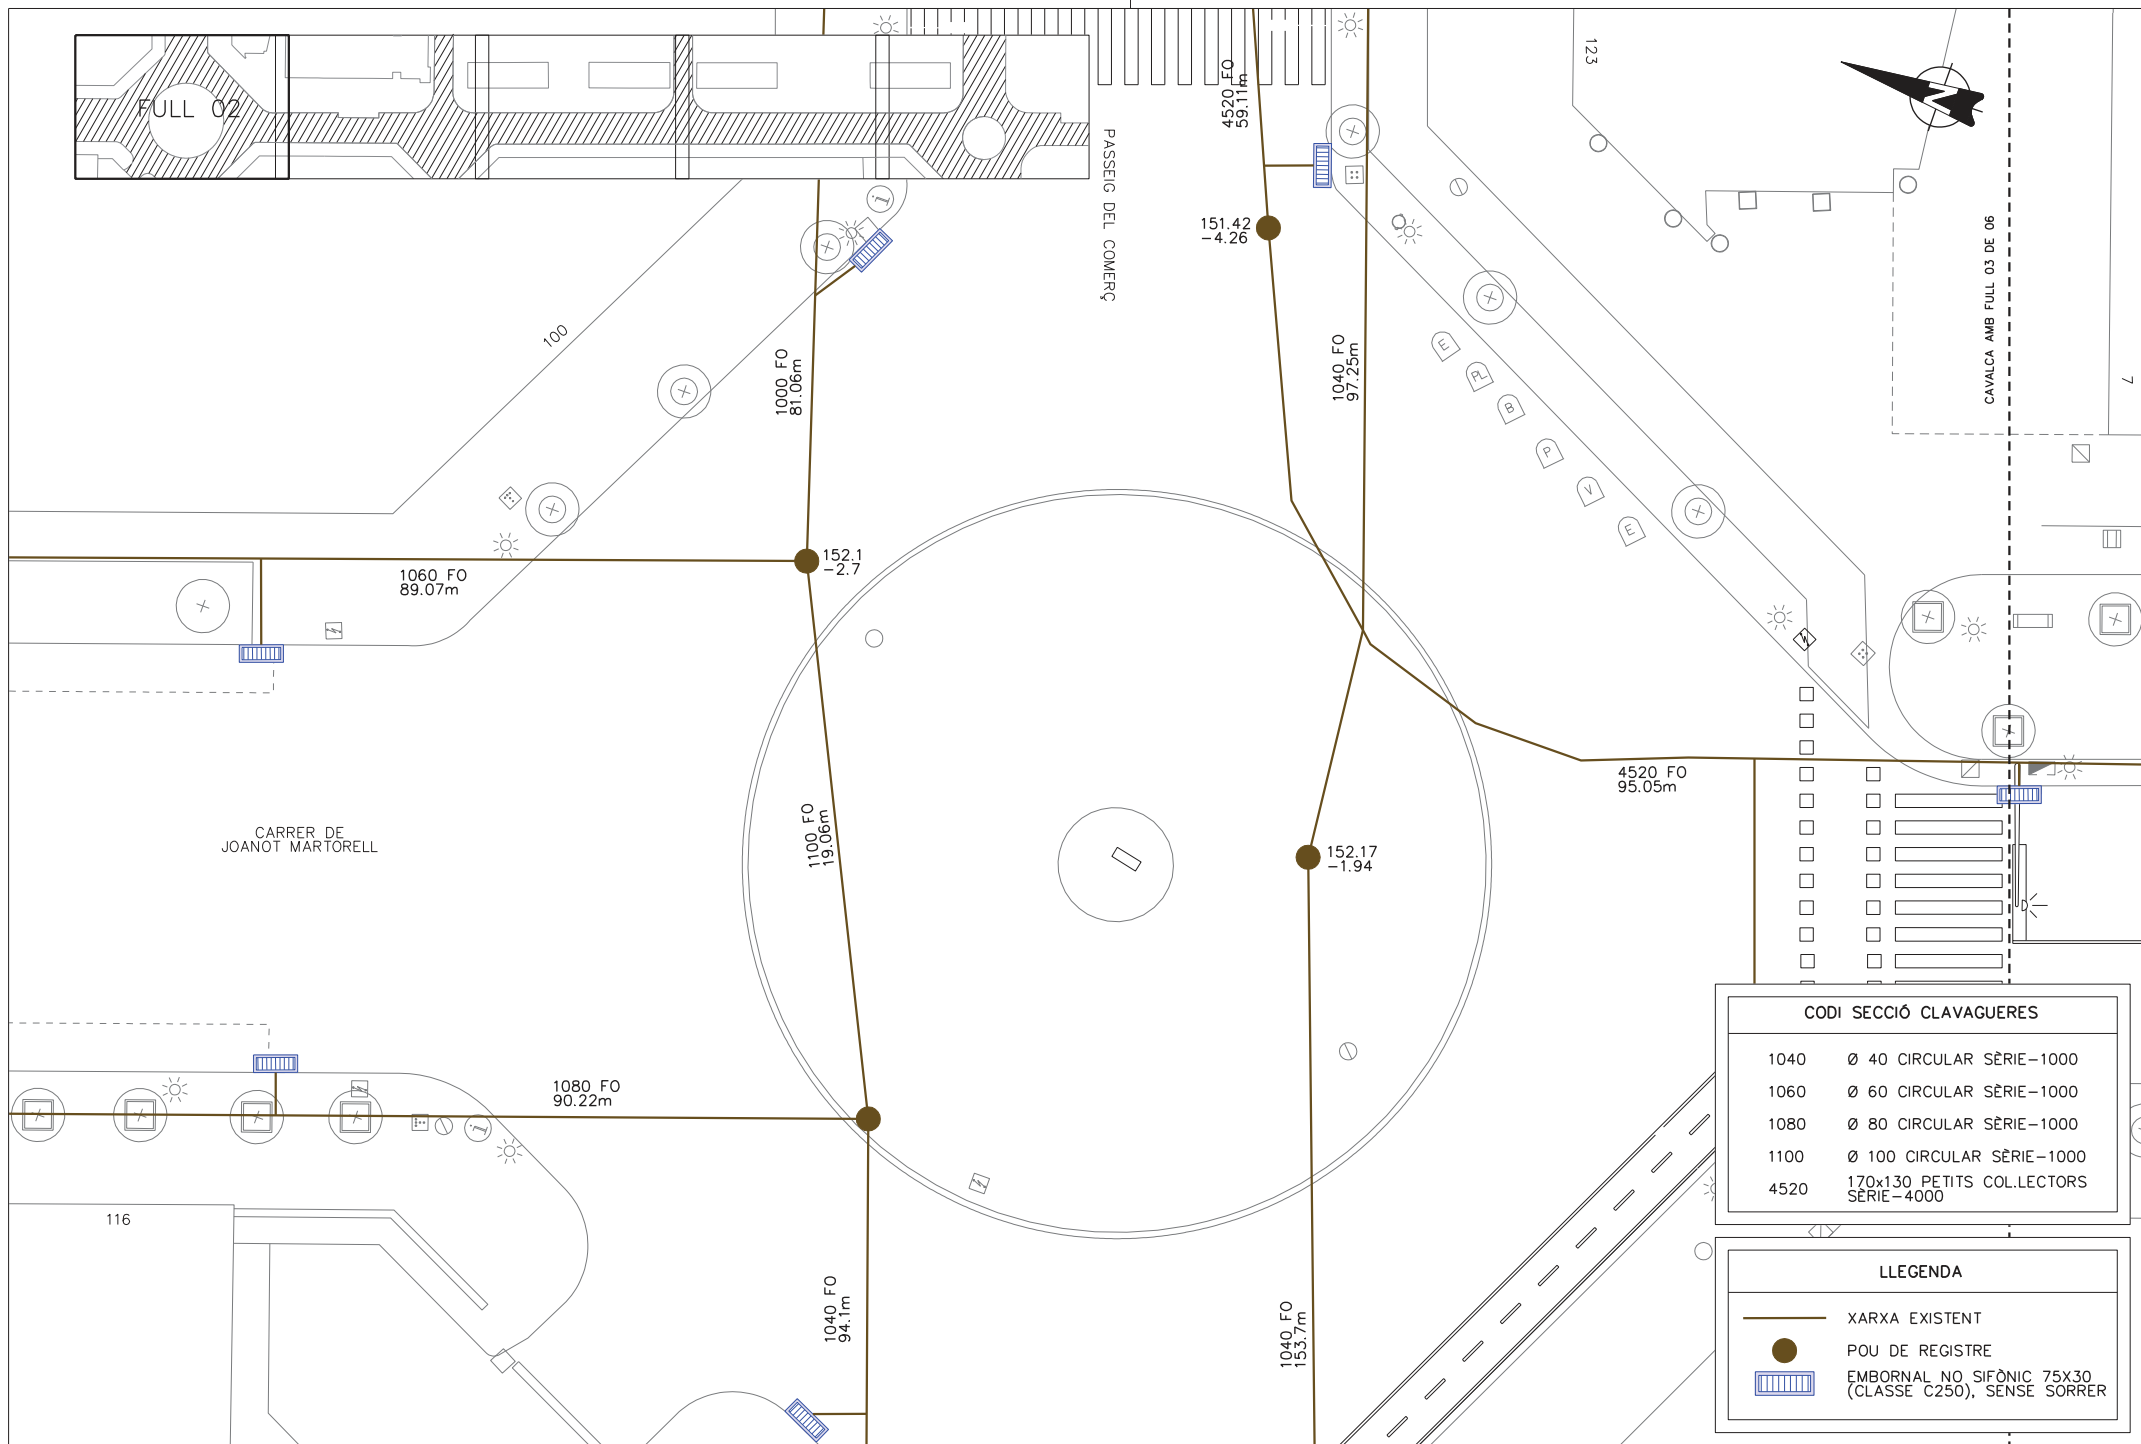 FULL 02
4520 FO
59.11m
123
PASSEIG DEL COMERÇ
i
151.42
-4.26
CAVALCA AMB FULL 03 DE 06
100
1000 FO
81.06m
1040 FO
97.25m
E
PL
B
P
V
E
7
152.1
-2.7
1060 FO
89.07m
4520 FO
95.05m
CARRER DE
JOANOT MARTORELL
1100 FO
19.06m
152.17
-1.94
1080 FO
90.22m
i
116
1040 FO
94.1m
1040 FO
153.7m
CODI SECCIÓ CLAVAGUERES
1040 Ø 40 CIRCULAR SÈRIE-1000
1060 Ø 60 CIRCULAR SÈRIE-1000
1080 Ø 80 CIRCULAR SÈRIE-1000
1100 Ø 100 CIRCULAR SÈRIE-1000
4520 170x130 PETITS COL.LECTORS
SÈRIE-4000
LLEGENDA
XARXA EXISTENT
POU DE REGISTRE
EMBORNAL NO SIFÒNIC 75X30
(CLASSE C250), SENSE SORRER